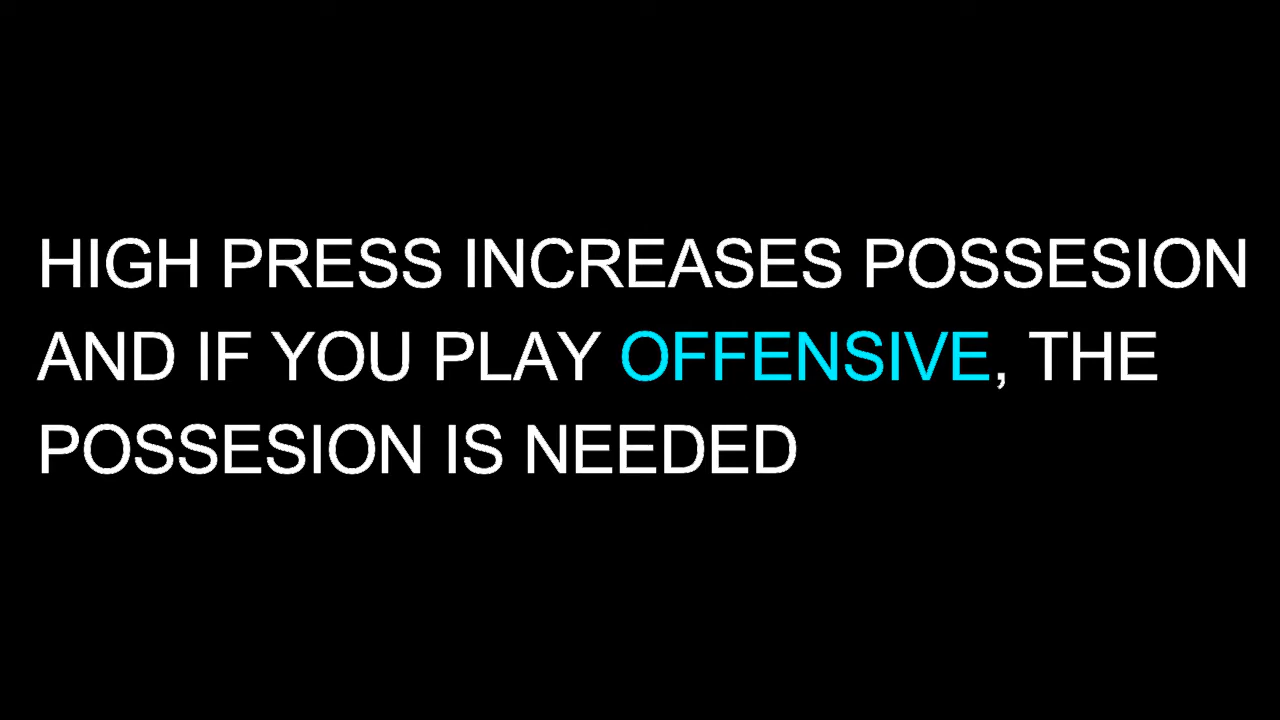 HIGH PRESS INCREASES POSSESION
AND IF YOU PLAY OFFENSIVE, THE
POSSESION IS NEEDED